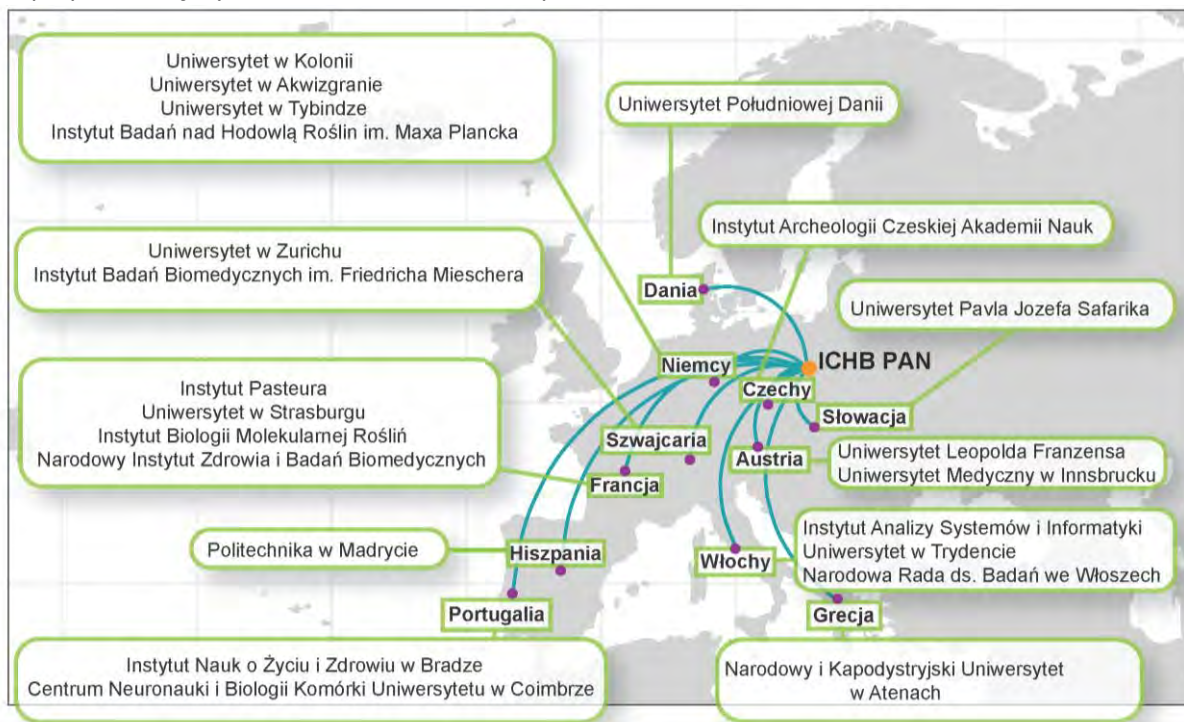 Uniwersytet w Kolonii
Uniwersytet w Akwizgranie
Uniwersytet w Tybindze
Instytut Badań nad Hodowlą Roślin im. Maxa Plancka
Uniwersytet Południowej Danii
Instytut Archeologii Czeskiej Akademii Nauk
Uniwersytet w Zurichu
Instytut Badań Biomedycznych im. Friedricha Mieschera
Dania
Uniwersytet Pavla Jozefa Safarika
ICHB PAN
Niemcy
Czechy
Słowacja
Instytut Pasteura
Uniwersytet w Strasburgu
Instytut Biologii Molekularnej Rośliń
Narodowy Instytut Zdrowia i Badań Biomedycznych
Szwajcaria
Austria
Uniwersytet Leopolda Franzensa
Uniwersytet Medyczny w Innsbrucku
Francja
Politechnika w Madrycie
Hiszpania
Włochy
Instytut Analizy Systemów i Informatyki
Uniwersytet w Trydencie
Narodowa Rada ds. Badań we Włoszech
Portugalia
Grecja
Instytut Nauk o Życiu i Zdrowiu w Bradze
Centrum Neuronauki i Biologii Komórki Uniwersytetu w Coimbrze
Narodowy i Kapodystryjski Uniwersytet
w Atenach